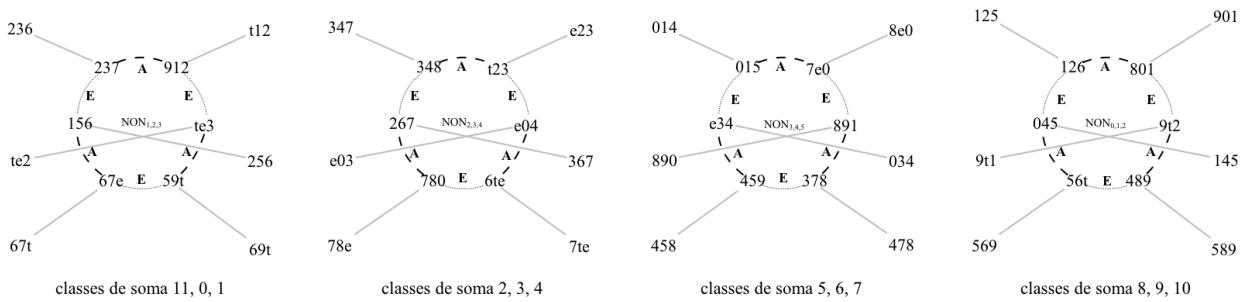 236
t12
237
A
912
E
E
156
NON1,2,3
te3
te2
A
A
256
67e
E
59t
67t
69t
classes de soma 11, 0, 1
347
e23
348
A
t23
E
E
267
NON2,3,4
e04
e03
A
A
367
780
E
6te
78e
7te
classes de soma 2, 3, 4
014
8e0
015
A
7e0
E
E
e34
NON3,4,5
891
890
A
A
034
459
E
378
458
478
classes de soma 5, 6, 7
125
901
126
A
801
E
E
045
NON0,1,2
9t2
9t1
A
A
145
56t
E
489
569
589
classes de soma 8, 9, 10